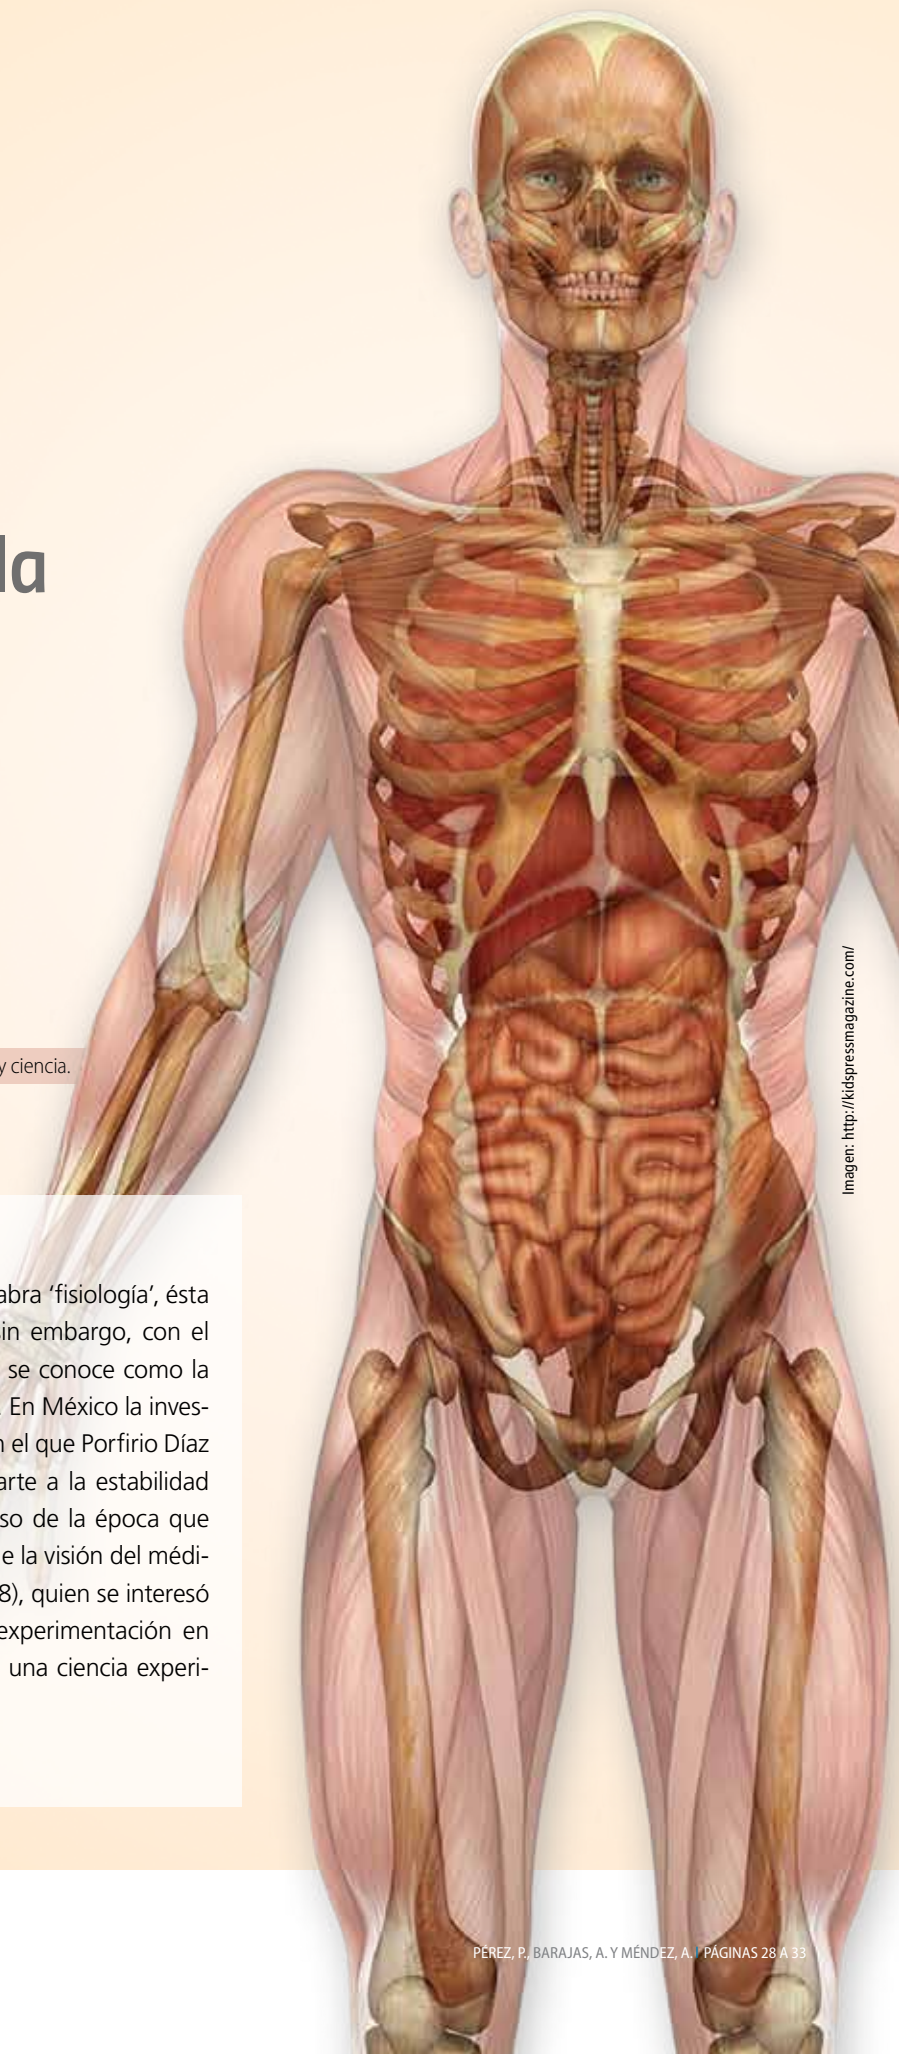 la
y ciencia.
Imagen: http://kidspressmagazine.com/
abra ‘fisiología’, ésta
sin embargo, con el
se conoce como la
. En México la inves-
n el que Porfirio Díaz
arte a la estabilidad
so de la época que
e la visión del médi-
8), quien se interesó
experimentación en
una ciencia experi-
PÉREZ, P., BARAJAS, A. Y MÉNDEZ, A. | PÁGINAS 28 A 33